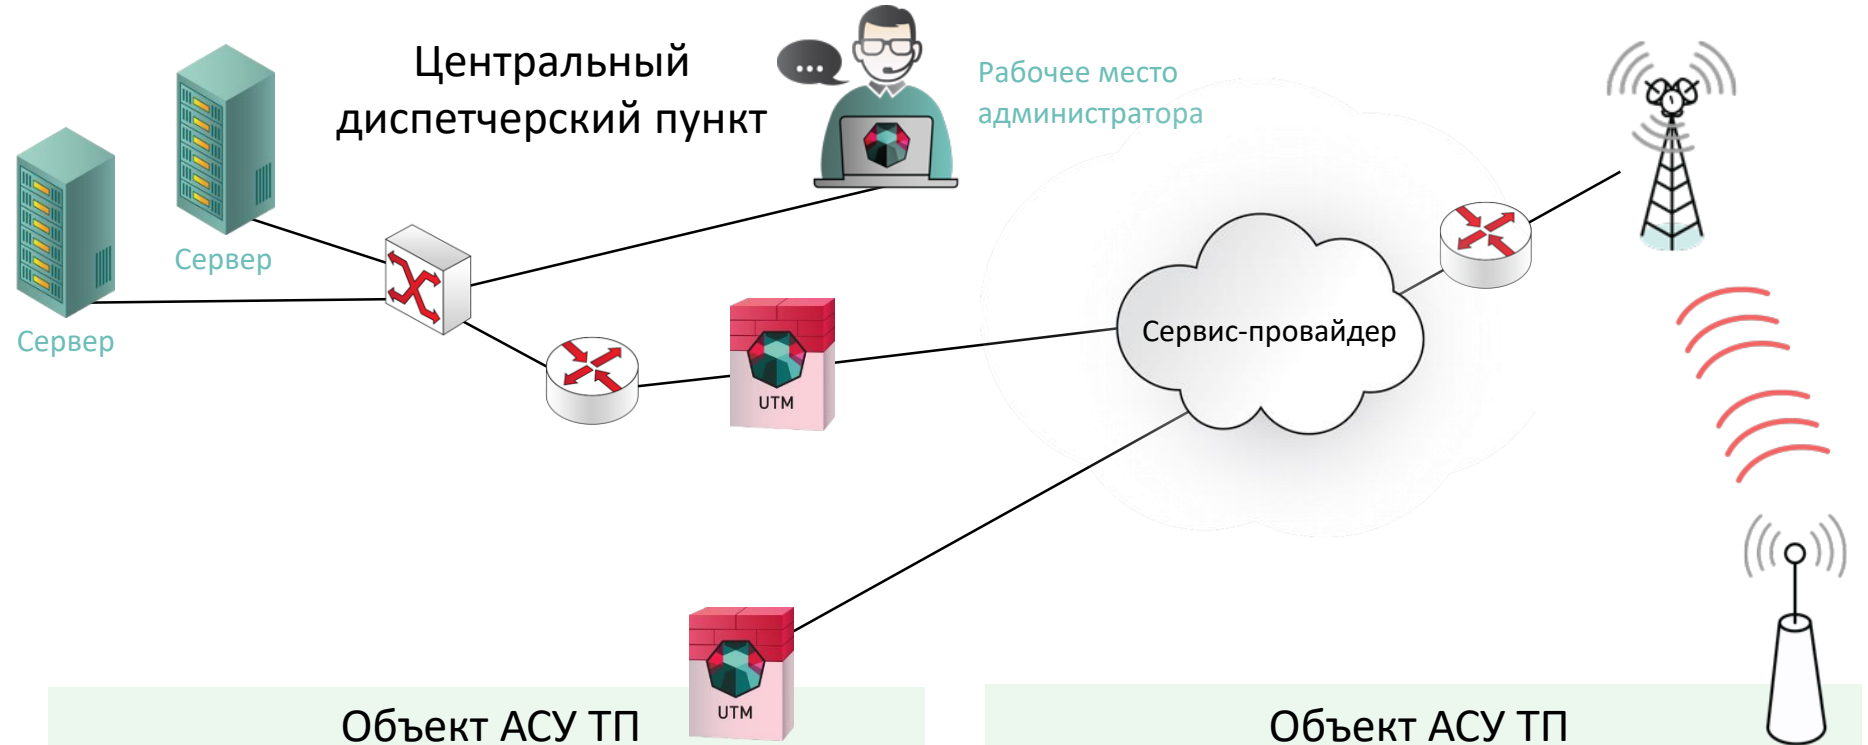 Центральный
диспетчерский пункт
Рабочее место
администратора
Сервер
Сервер
Сервис-провайдер
UTM
UTM
Объект АСУ ТП
Объект АСУ ТП